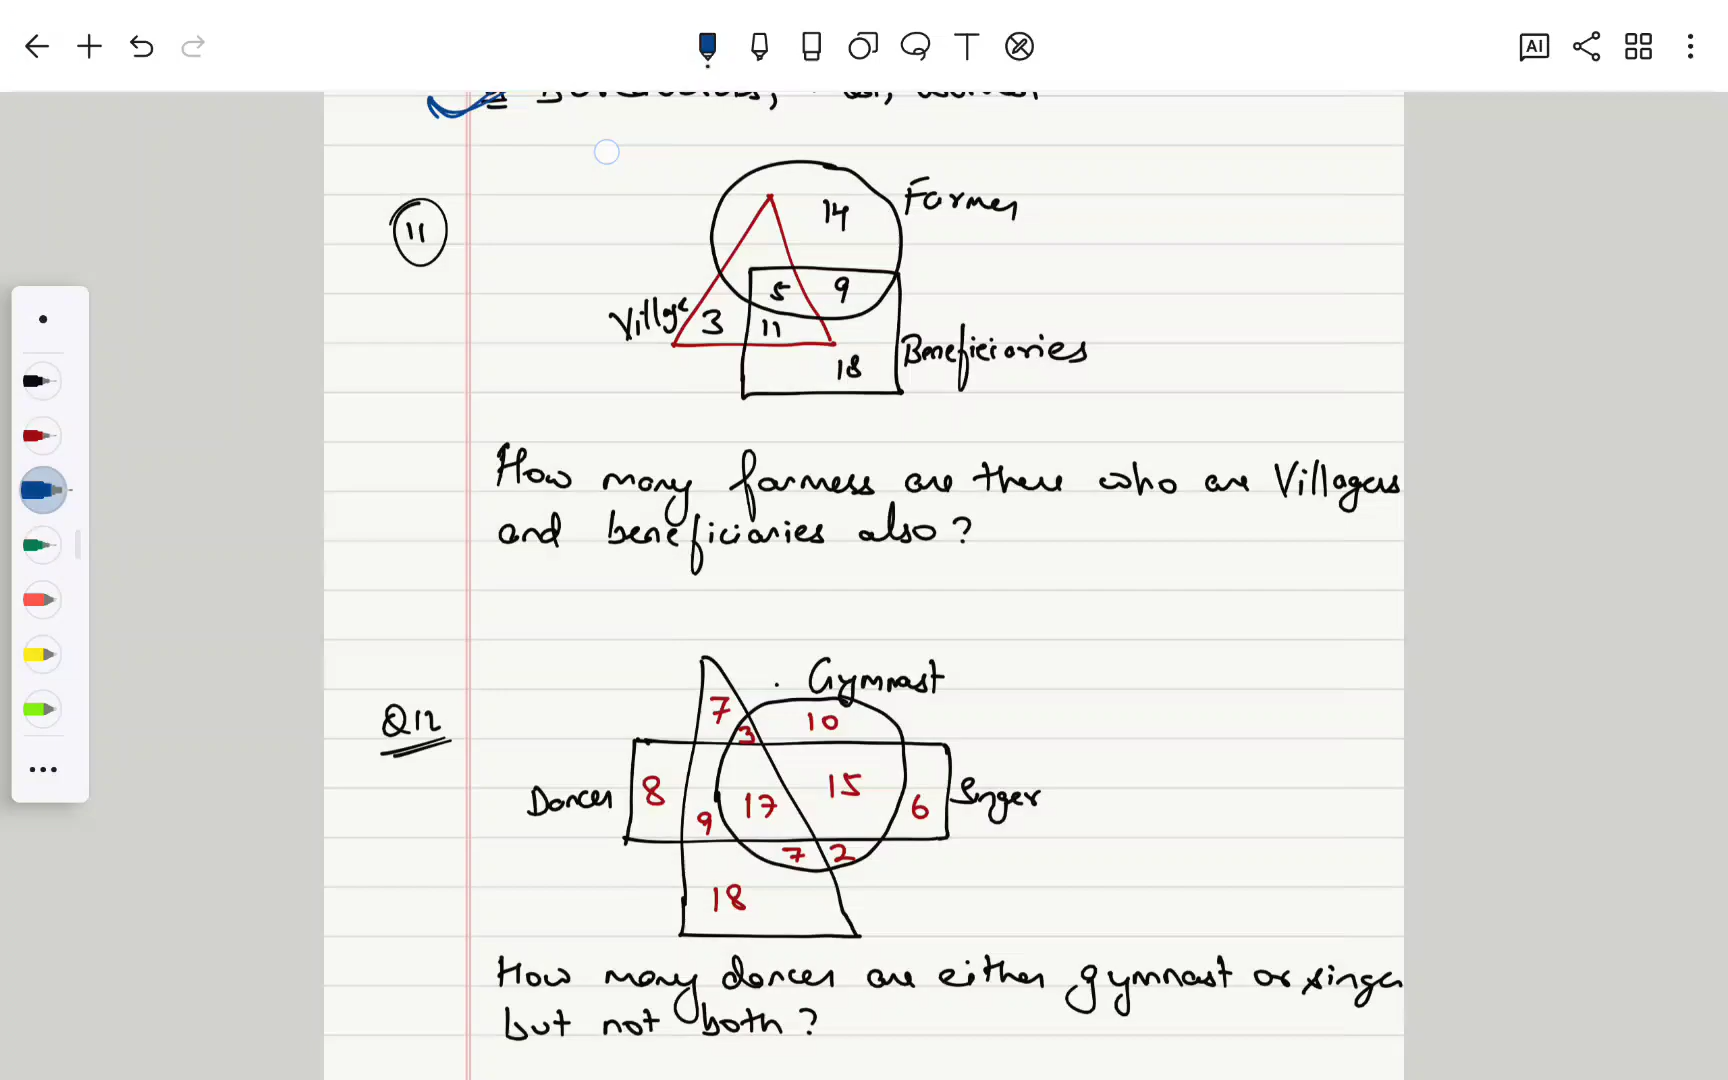 AI
T
11
Farmer
14
5
9
Village
3
11
Beneficiaries
18
How many farmess are there who are Villagers
and beneficiaries also?
Q12
Gymnast
7
3
10
Dancer
8
9
17
15
6
Singer
7
2
18
How many dancer are either gymnast or singer
but not both?